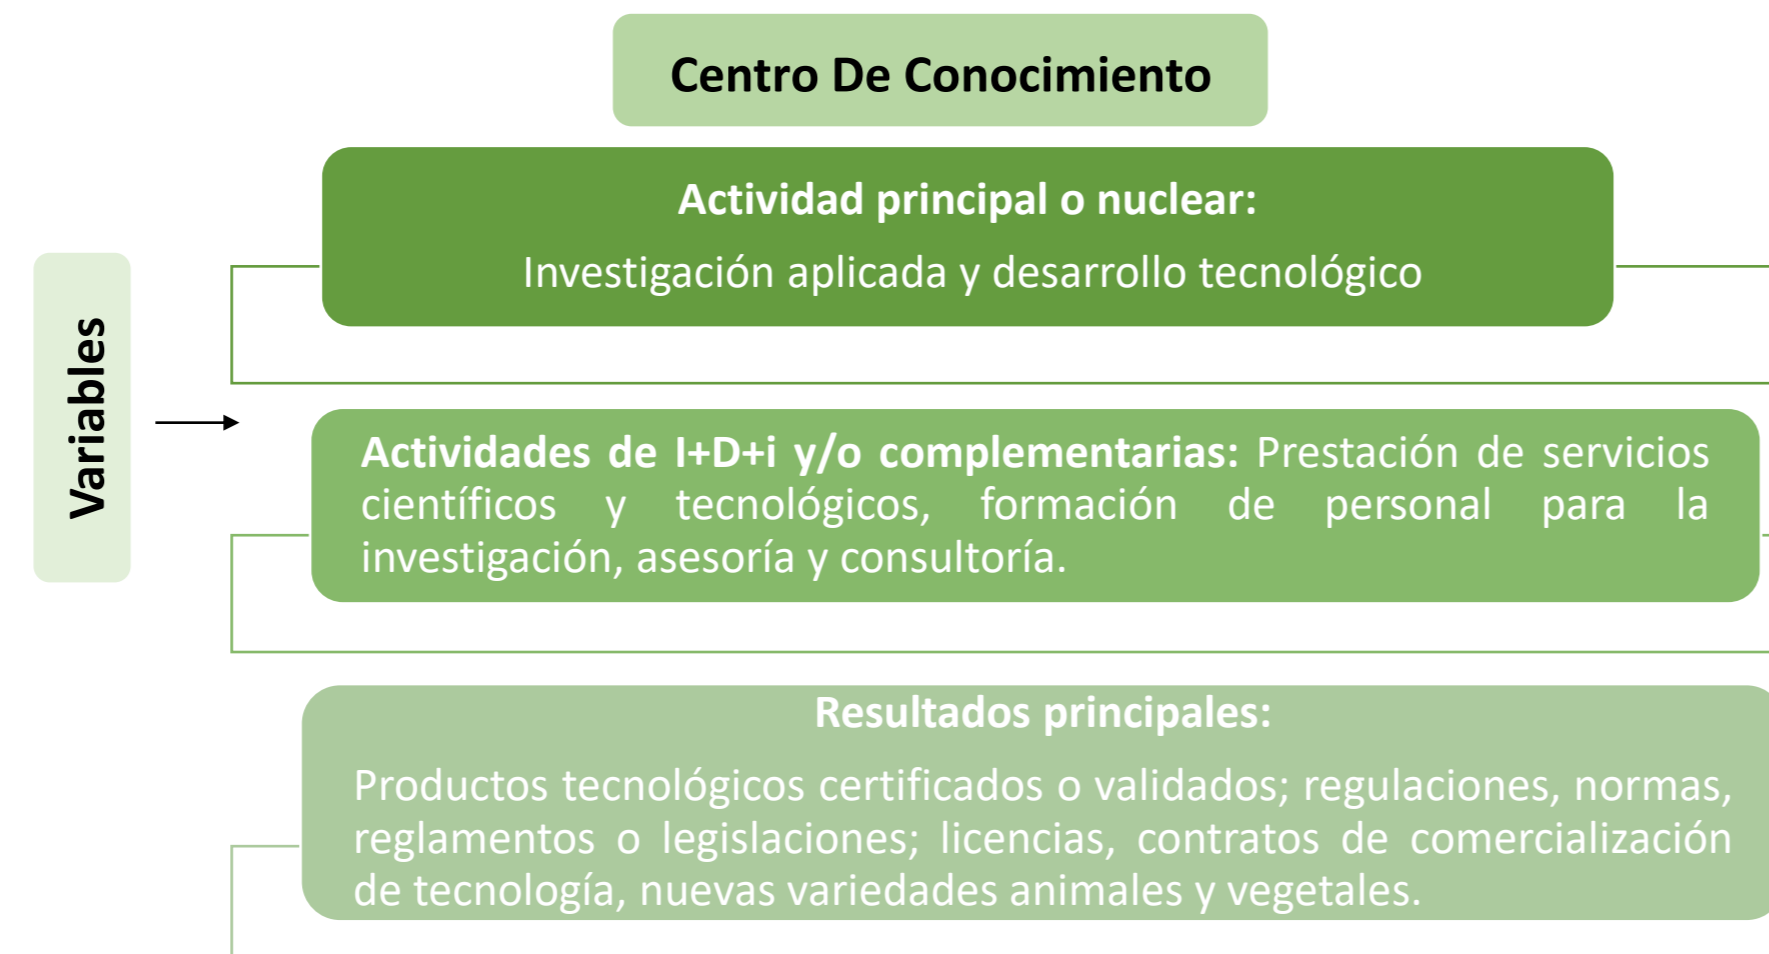 Centro De Conocimiento
Variables
Actividad principal o nuclear:
Investigación aplicada y desarrollo tecnológico
Actividades de I+D+i y/o complementarias: Prestación de servicios
científicos y tecnológicos, formación de personal para la
investigación, asesoría y consultoría.
Resultados principales:
Productos tecnológicos certificados o validados; regulaciones, normas,
reglamentos o legislaciones; licencias, contratos de comercialización
de tecnología, nuevas variedades animales y vegetales.